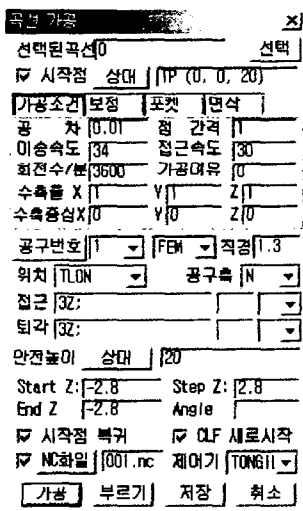 곡선 가공
선택된곡선 0 선택
시작점 상대 TP (0, 0, 20)
가공조건 보정 포켓 면삭
공 차 0.01 점 간격 1
이송속도 34 접근속도 30
회전수/분 3600 가공여유 0
수축율 X 1 Y 1 Z 1
수축중심X 0 Y 0 Z 0
공구번호 1 FEM 직경 1.3
위치 TLON 공구축 N
접근 3Z;
퇴각 3Z;
안전높이 상대 20
Start Z: -2.8 Step Z: 2.8
End Z -2.8 Angle
시작점 복귀 CLF 새로시작
NC화일 001.nc 제어기 TONGIL
가공 부르기 저장 취소